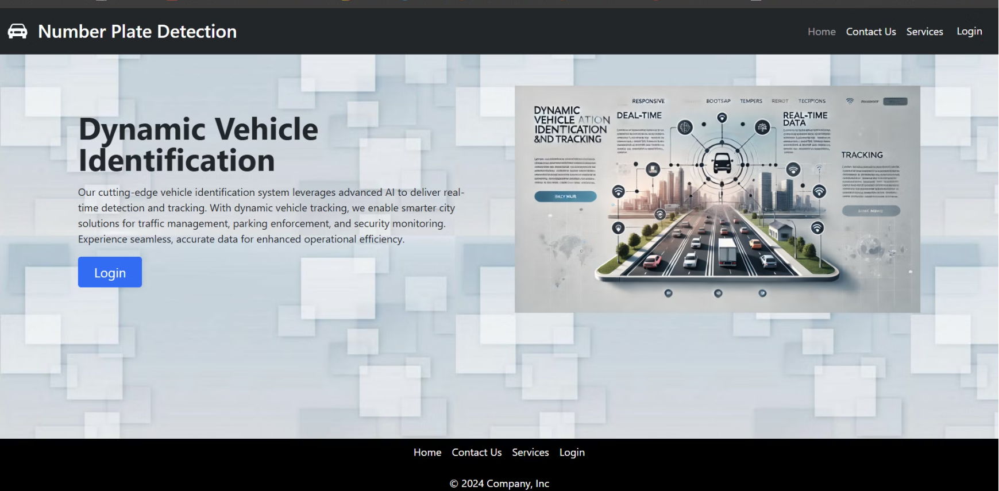 Number Plate Detection
Home Contact Us Services Login
Dynamic Vehicle
Identification
Our cutting-edge vehicle identification system leverages advanced AI to deliver real-
time detection and tracking. With dynamic vehicle tracking, we enable smarter city
solutions for traffic management, parking enforcement, and security monitoring.
Experience seamless, accurate data for enhanced operational efficiency.
Login
RESPONSIVE BOOTSAP TEMPERS REROT TECPPIONS
DYNAMIC
VEHICLE ATION
IDENTICATION
&ND TRACKING
DEAL-TIME
REAL-TIME
DATA
TRACKING
Home Contact Us Services Login
© 2024 Company, Inc